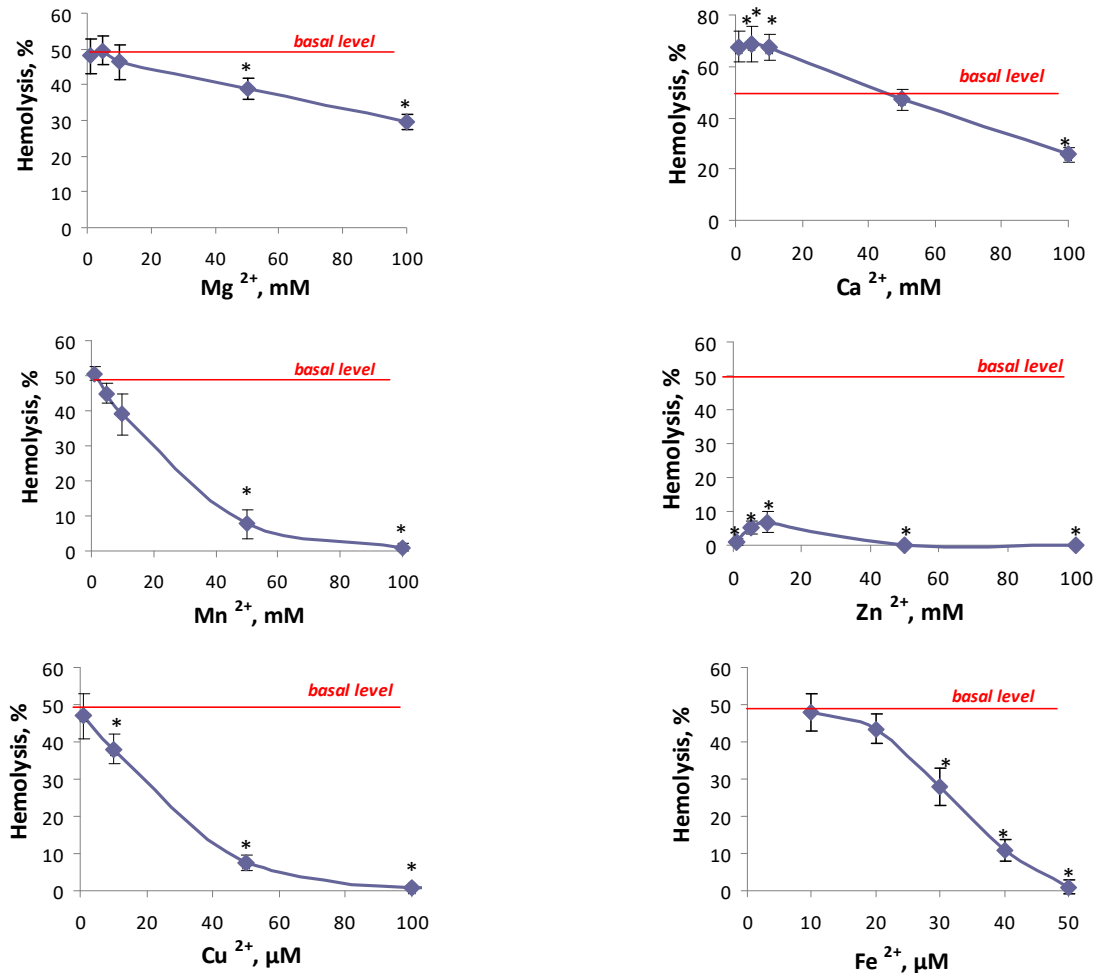 Hemolysis, %
60
50
40
30
20
10
0
basal level
*
*
0 20 40 60 80 100
Mg 2+, mM
Hemolysis, %
80
60
40
20
0
* * *
basal level
*
0 20 40 60 80 100
Ca 2+, mM
Hemolysis, %
60
50
40
30
20
10
0
basal level
*
*
0 20 40 60 80 100
Mn 2+, mM
Hemolysis, %
60
50
40
30
20
10
0
basal level
* * * * *
0 20 40 60 80 100
Zn 2+, mM
Hemolysis, %
60
50
40
30
20
10
0
basal level
*
*
*
0 20 40 60 80 100
Cu 2+, µM
Hemolysis, %
60
50
40
30
20
10
0
basal level
*
*
*
0 10 20 30 40 50
Fe 2+, µM